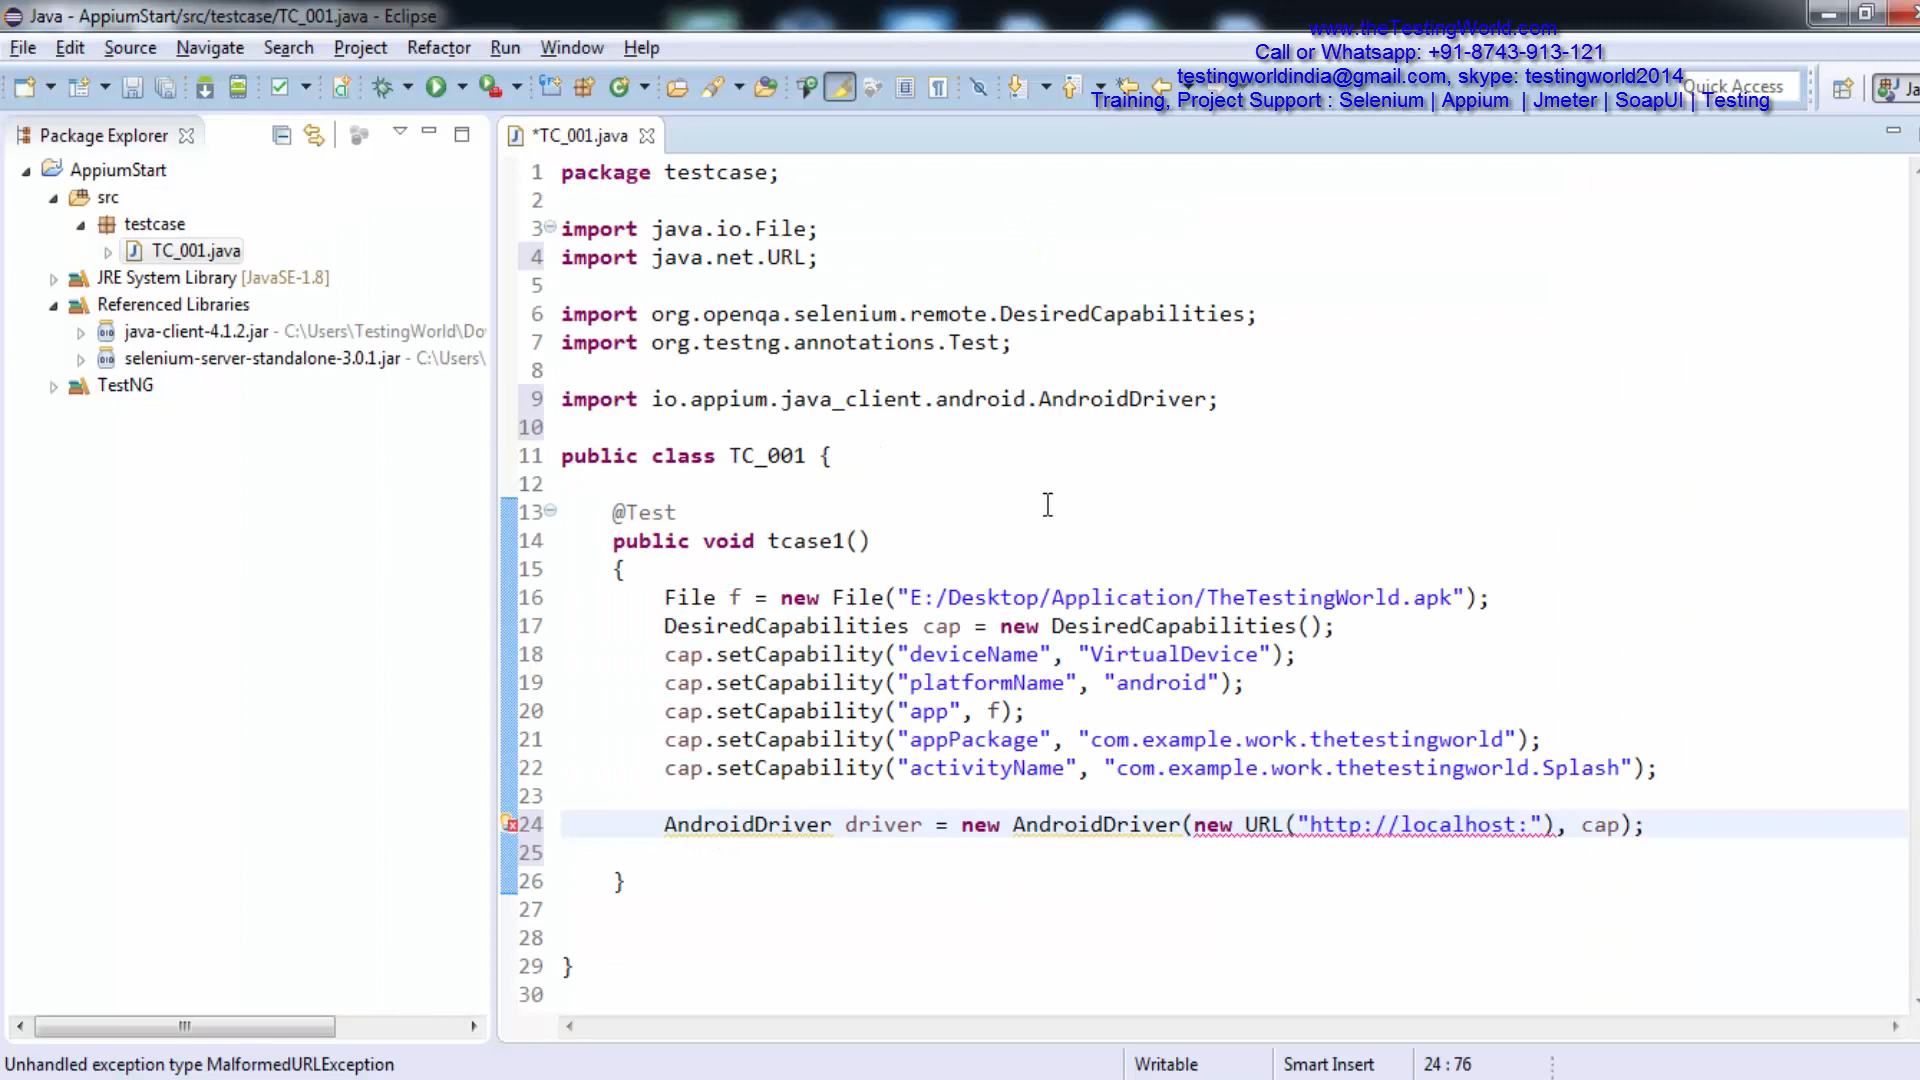 Java - AppiumStart/src/testcase/TC_001.java - Eclipse
www.theTestingWorld.com
File Edit Source Navigate Search Project Refactor Run Window Help
Call or Whatsapp: +91-8743-913-121
testingworldindia@gmail.com, skype: testingworld2014
Quick Access
Training, Project Support : Selenium | Appium | Jmeter | SoapUI | Testing
Ja
Package Explorer
*TC_001.java
AppiumStart
src
testcase
TC_001.java
JRE System Library [JavaSE-1.8]
Referenced Libraries
java-client-4.1.2.jar - C:\Users\TestingWorld\Do
selenium-server-standalone-3.0.1.jar - C:\Users\
TestNG
1 package testcase;
2
3 import java.io.File;
4 import java.net.URL;
5
6 import org.openqa.selenium.remote.DesiredCapabilities;
7 import org.testng.annotations.Test;
8
9 import io.appium.java_client.android.AndroidDriver;
10
11 public class TC_001 {
12
13 @Test
14 public void tcase1()
15 {
16 File f = new File("E:/Desktop/Application/TheTestingWorld.apk");
17 DesiredCapabilities cap = new DesiredCapabilities();
18 cap.setCapability("deviceName", "VirtualDevice");
19 cap.setCapability("platformName", "android");
20 cap.setCapability("app", f);
21 cap.setCapability("appPackage", "com.example.work.thetestingworld");
22 cap.setCapability("activityName", "com.example.work.thetestingworld.Splash");
23
24 AndroidDriver driver = new AndroidDriver(new URL("http://localhost:"), cap);
25
26 }
27
28
29 }
30
Unhandled exception type MalformedURLException
Writable
Smart Insert
24 : 76